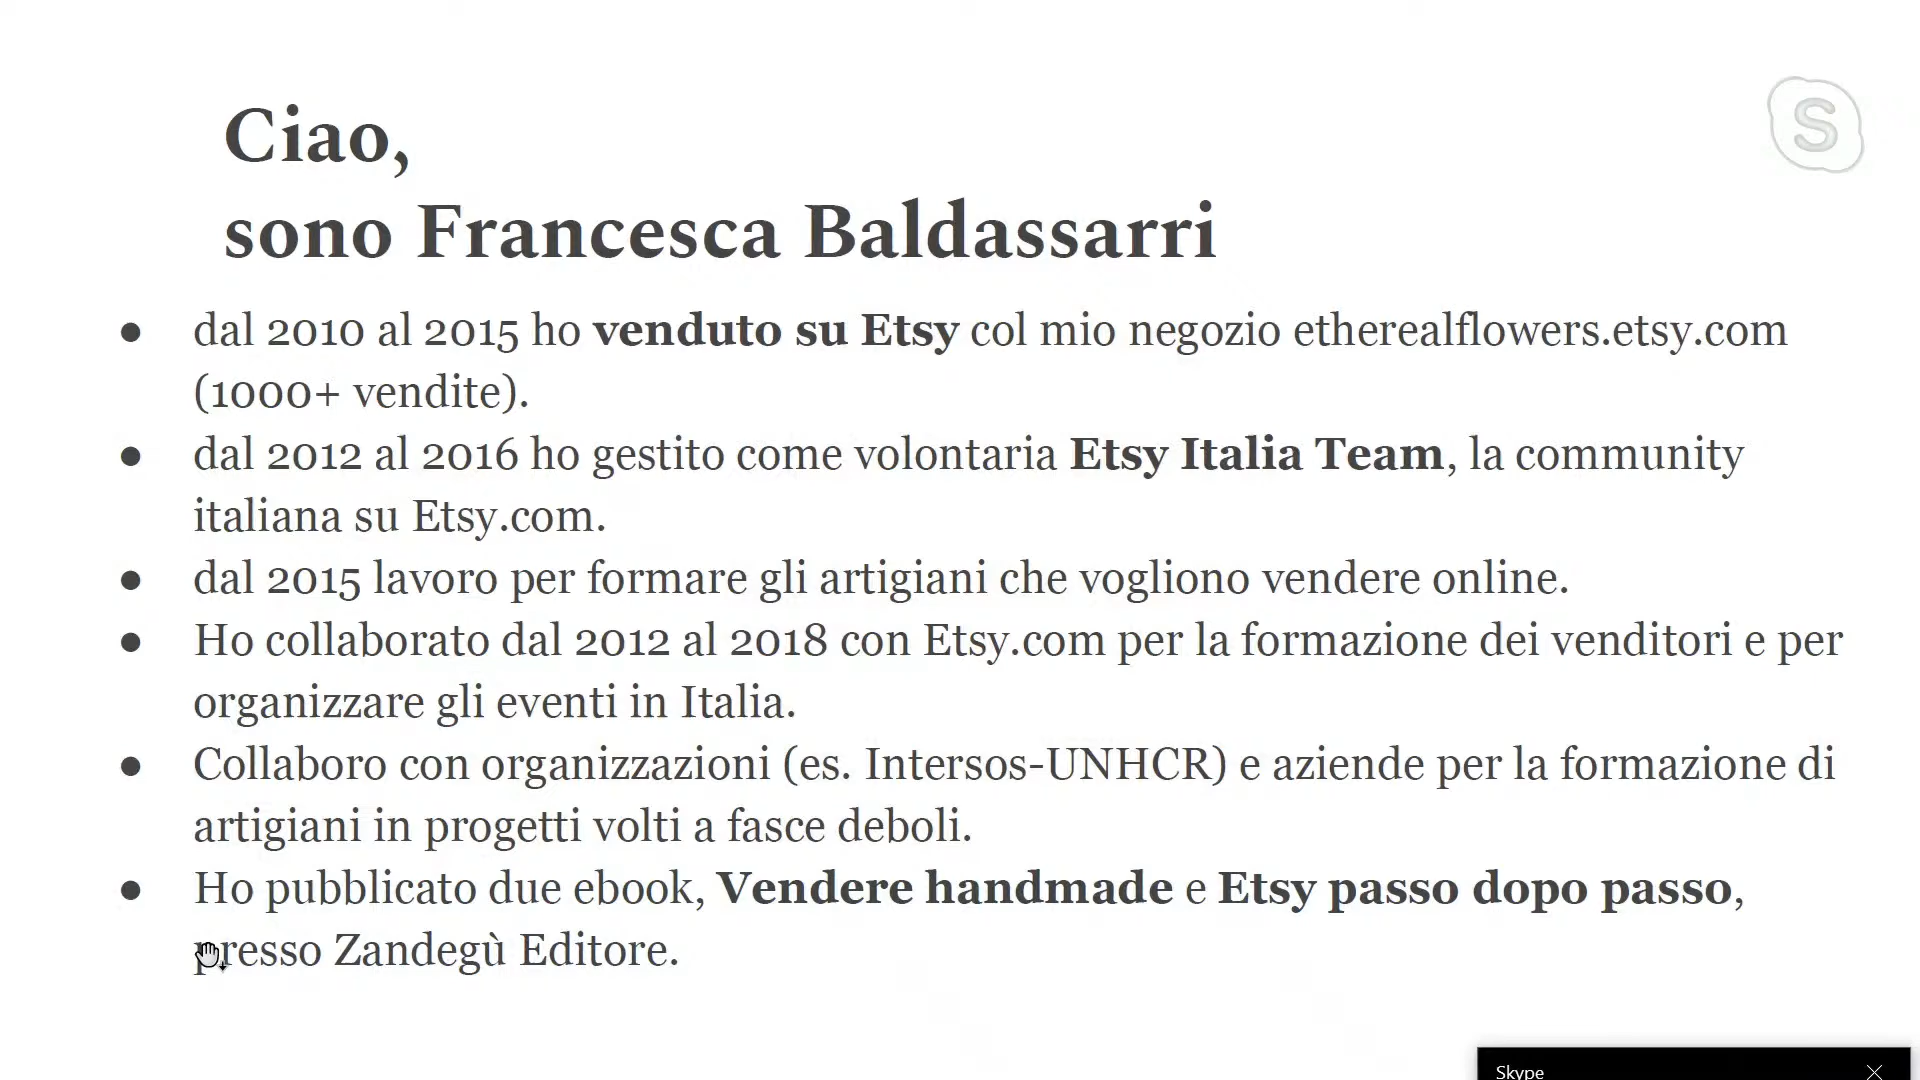 Ciao,
sono Francesca Baldassarri
S
● dal 2010 al 2015 ho venduto su Etsy col mio negozio etherealflowers.etsy.com
(1000+ vendite).
● dal 2012 al 2016 ho gestito come volontaria Etsy Italia Team, la community
italiana su Etsy.com.
● dal 2015 lavoro per formare gli artigiani che vogliono vendere online.
● Ho collaborato dal 2012 al 2018 con Etsy.com per la formazione dei venditori e per
organizzare gli eventi in Italia.
● Collaboro con organizzazioni (es. Intersos-UNHCR) e aziende per la formazione di
artigiani in progetti volti a fasce deboli.
● Ho pubblicato due ebook, Vendere handmade e Etsy passo dopo passo,
presso Zandegù Editore.
Skype